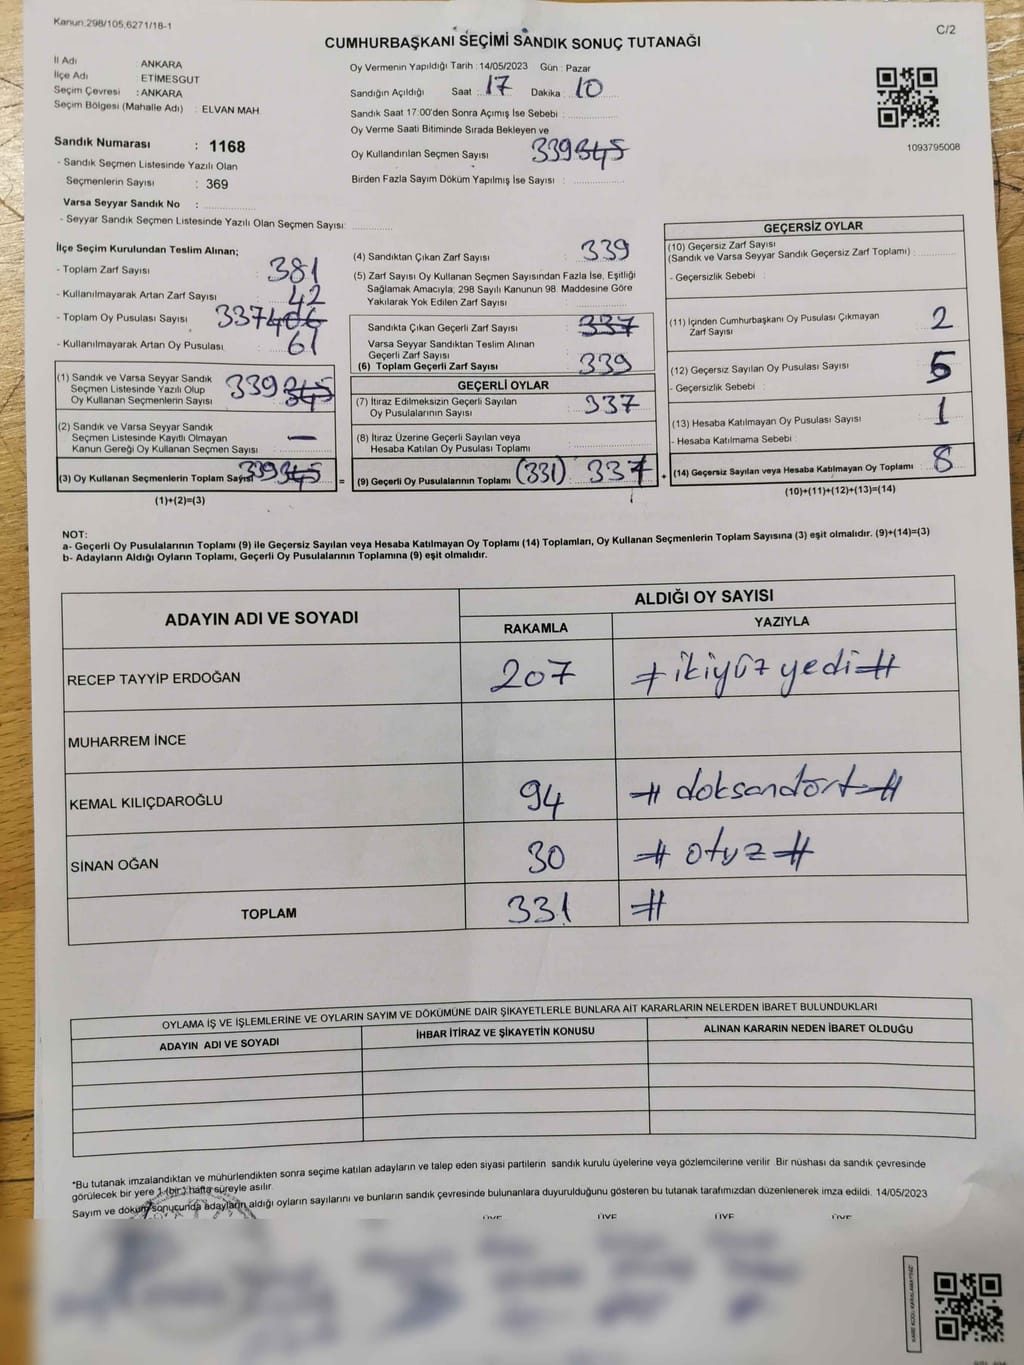 Kanun:298/105,6271/18-1
C/2
CUMHURBAŞKANI SEÇİMİ SANDIK SONUÇ TUTANAĞI
İl Adı : ANKARA
İlçe Adı : ETİMESGUT
Seçim Çevresi : ANKARA
Seçim Bölgesi (Mahalle Adı) : ELVAN MAH.
Oy Vermenin Yapıldığı Tarih :14/05/2023 Gün : Pazar
Sandığın Açıldığı Saat : 17 Dakika : 10
Sandık Saat 17:00'den Sonra Açımış İse Sebebi :
Oy Verme Saati Bitiminde Sırada Bekleyen ve
Oy Kullandırılan Seçmen Sayısı 339 345
Birden Fazla Sayım Döküm Yapılmış İse Sayısı :
1093795008
Sandık Numarası : 1168
- Sandık Seçmen Listesinde Yazılı Olan
Seçmenlerin Sayısı : 369
Varsa Seyyar Sandık No :
- Seyyar Sandık Seçmen Listesinde Yazılı Olan Seçmen Sayısı:
İlçe Seçim Kurulundan Teslim Alınan;
- Toplam Zarf Sayısı 381
- Kullanılmayarak Artan Zarf Sayısı 42
- Toplam Oy Pusulası Sayısı 337 406
- Kullanılmayarak Artan Oy Pusulası 61
(1) Sandık ve Varsa Seyyar Sandık
Seçmen Listesinde Yazılı Olup
Oy Kullanan Seçmenlerin Sayısı 339 345
(2) Sandık ve Varsa Seyyar Sandık
Seçmen Listesinde Kayıtlı Olmayan
Kanun Gereği Oy Kullanan Seçmen Sayısı —
(3) Oy Kullanan Seçmenlerin Toplam Sayısı 339 345 =
(1)+(2)=(3)
(4) Sandıktan Çıkan Zarf Sayısı 339
(5) Zarf Sayısı Oy Kullanan Seçmen Sayısından Fazla İse, Eşitliği
Sağlamak Amacıyla; 298 Sayılı Kanunun 98. Maddesine Göre
Yakılarak Yok Edilen Zarf Sayısı :
Sandıkta Çıkan Geçerli Zarf Sayısı 337
Varsa Seyyar Sandıktan Teslim Alınan
Geçerli Zarf Sayısı
(6) Toplam Geçerli Zarf Sayısı 339
GEÇERLİ OYLAR
(7) İtiraz Edilmeksizin Geçerli Sayılan
Oy Pusulalarının Sayısı : 337
(8) İtiraz Üzerine Geçerli Sayılan veya
Hesaba Katılan Oy Pusulası Toplamı
(9) Geçerli Oy Pusulalarının Toplamı (331) 337 +
GEÇERSİZ OYLAR
(10) Geçersiz Zarf Sayısı
(Sandık ve Varsa Seyyar Sandık Geçersiz Zarf Toplamı) :
- Geçersizlik Sebebi :
(11) İçinden Cumhurbaşkanı Oy Pusulası Çıkmayan
Zarf Sayısı 2
(12) Geçersiz Sayılan Oy Pusulası Sayısı 5
- Geçersizlik Sebebi :
(13) Hesaba Katılmayan Oy Pusulası Sayısı 1
- Hesaba Katılmama Sebebi :
(14) Geçersiz Sayılan veya Hesaba Katılmayan Oy Toplamı 8
(10)+(11)+(12)+(13)=(14)
NOT:
a- Geçerli Oy Pusulalarının Toplamı (9) ile Geçersiz Sayılan veya Hesaba Katılmayan Oy Toplamı (14) Toplamları, Oy Kullanan Seçmenlerin Toplam Sayısına (3) eşit olmalıdır. (9)+(14)=(3)
b- Adayların Aldığı Oyların Toplamı, Geçerli Oy Pusulalarının Toplamına (9) eşit olmalıdır.
ADAYIN ADI VE SOYADI
ALDIĞI OY SAYISI
RAKAMLA YAZIYLA
RECEP TAYYİP ERDOĞAN 207 # ikiyüz yedi #
MUHARREM İNCE
KEMAL KILIÇDAROĞLU 94 # doksandört #
SİNAN OĞAN 30 # otuz #
TOPLAM 331 #
OYLAMA İŞ VE İŞLEMLERİNE VE OYLARIN SAYIM VE DÖKÜMÜNE DAİR ŞİKAYETLERLE BUNLARA AİT KARARLARIN NELERDEN İBARET BULUNDUKLARI
ADAYIN ADI VE SOYADI İHBAR İTİRAZ VE ŞİKAYETİN KONUSU ALINAN KARARIN NEDEN İBARET OLDUĞU
*Bu tutanak imzalandıktan ve mühürlendikten sonra seçime katılan adayların ve talep eden siyasi partilerin sandık kurulu üyelerine veya gözlemcilerine verilir. Bir nüshası da sandık çevresinde
görülecek bir yere 1 (bir) hafta süreyle asılır.
Sayım ve döküm sonucunda adayların aldığı oyların sayılarını ve bunların sandık çevresinde bulunanlara duyurulduğunu gösteren bu tutanak tarafımızdan düzenlenerek imza edildi. 14/05/2023
ÜYE ÜYE ÜYE ÜYE